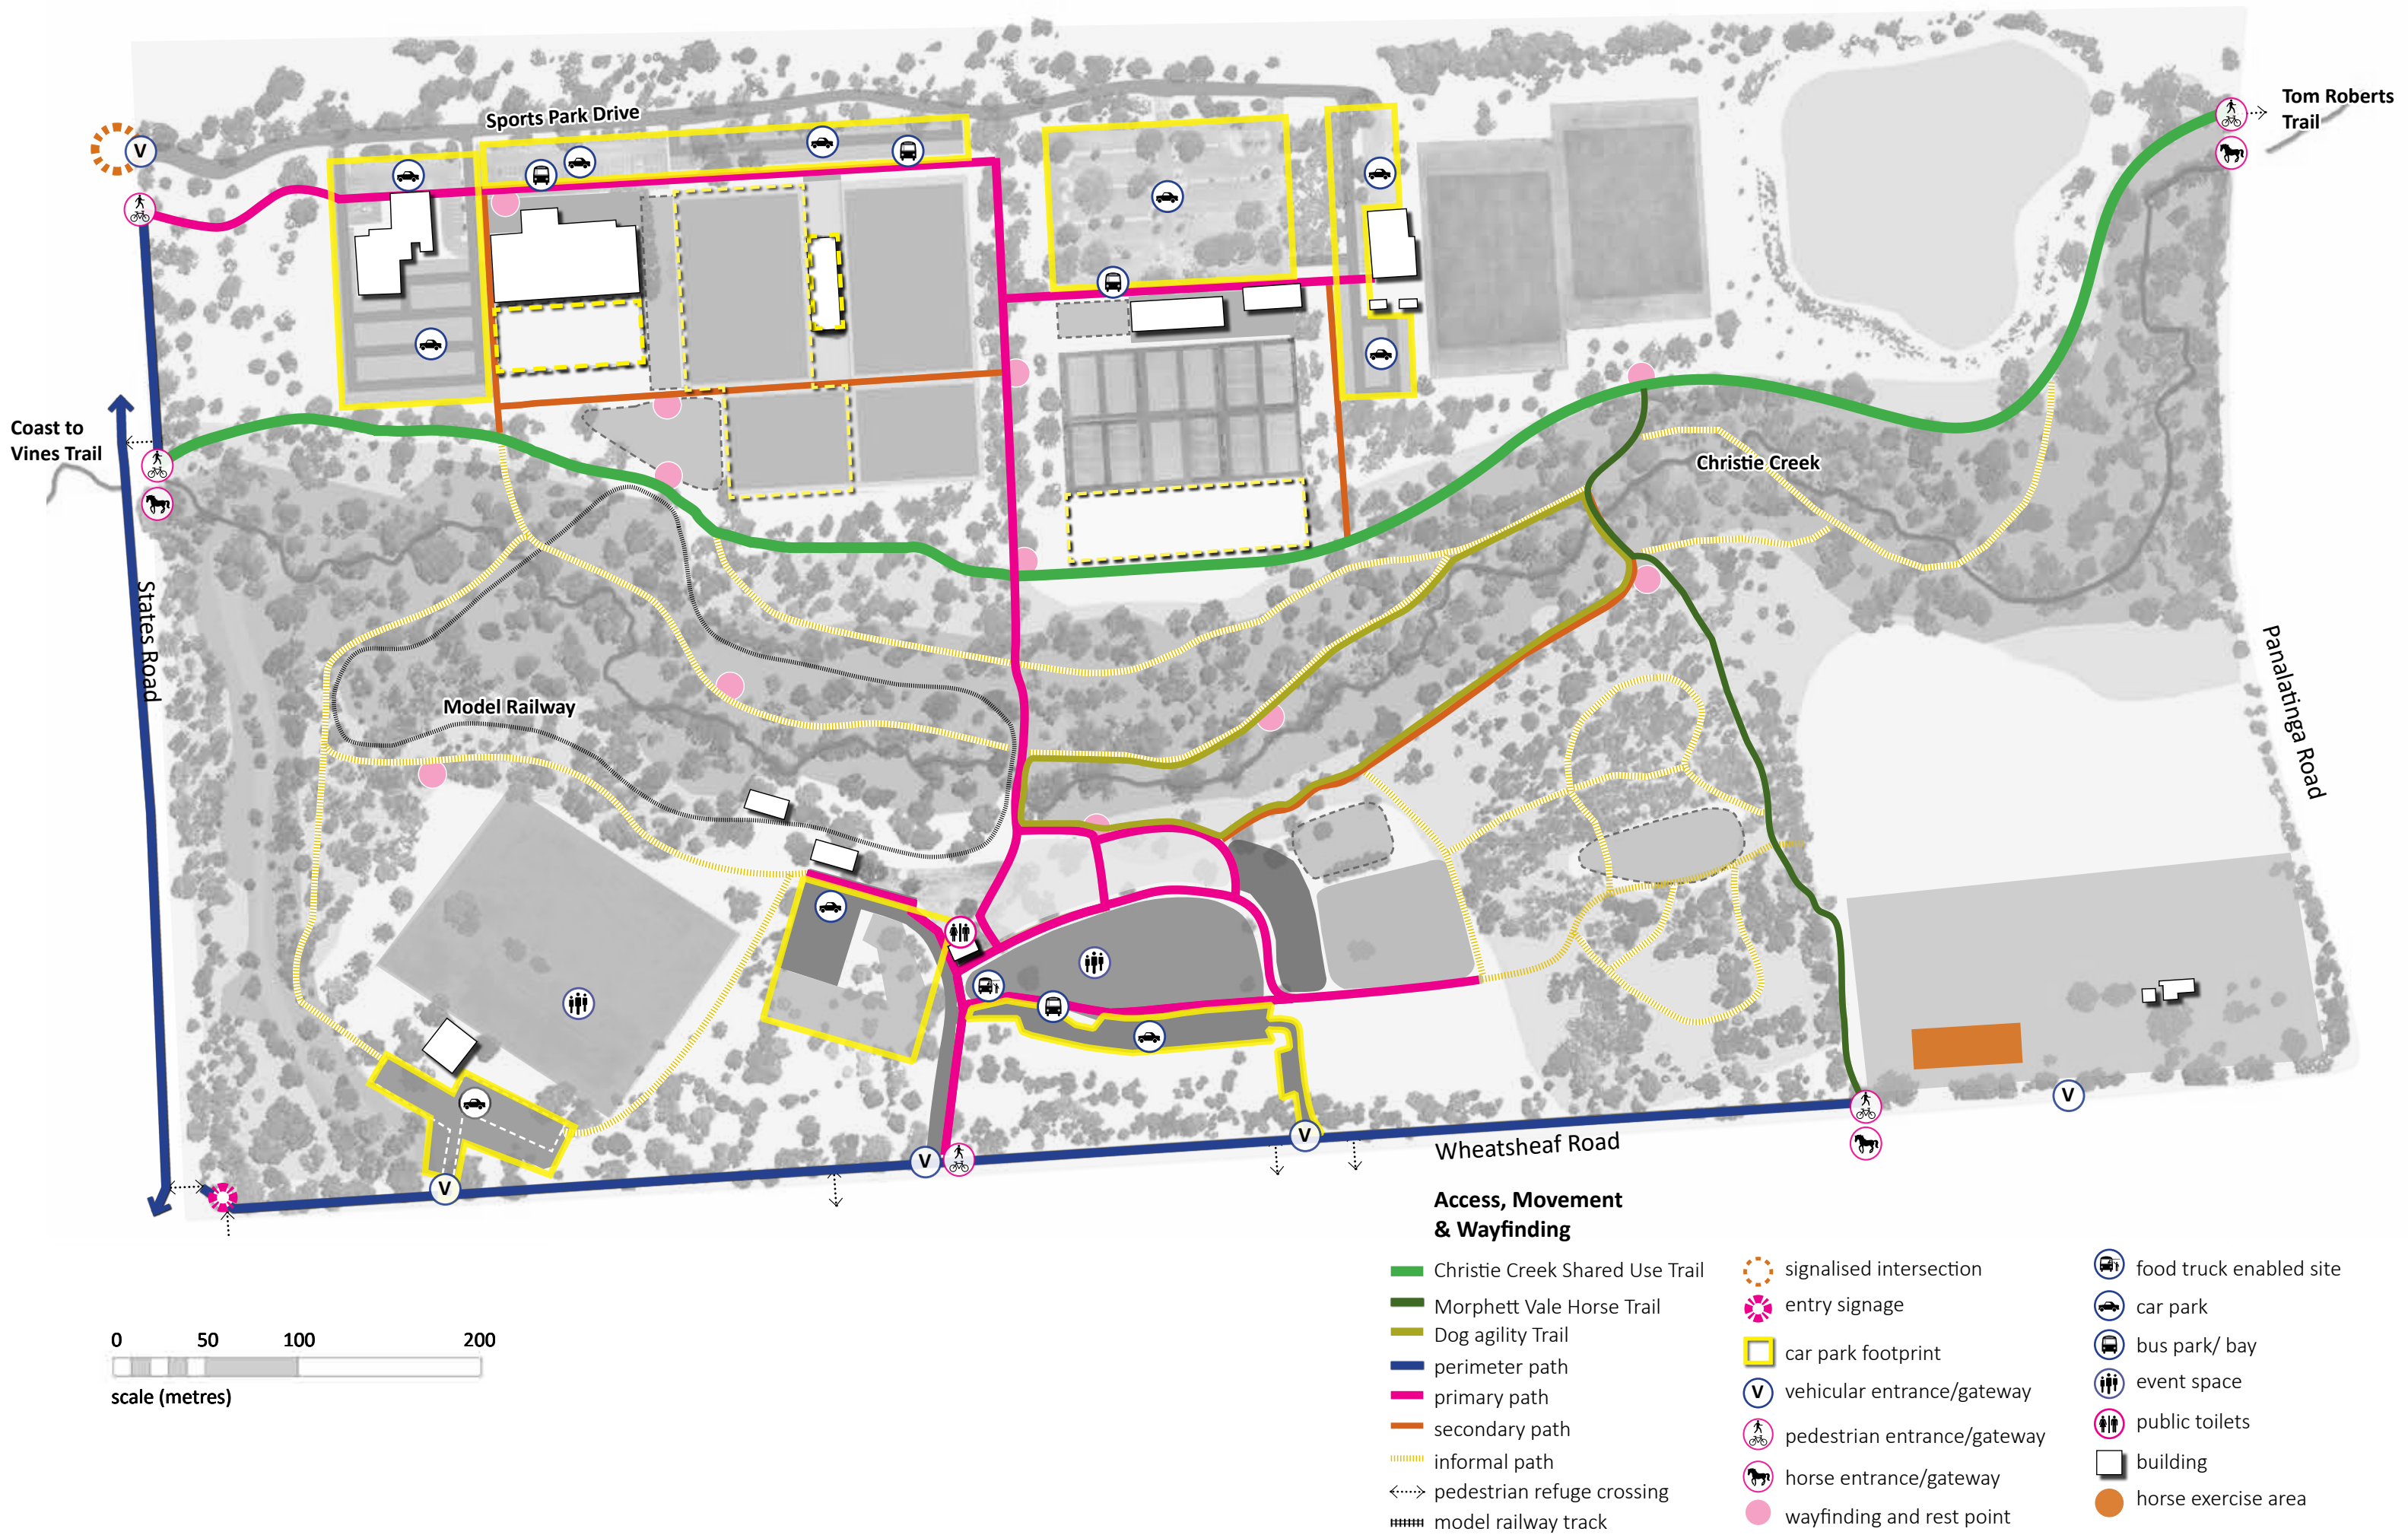 Sports Park Drive
Tom Roberts
Trail
V
Coast to
Vines Trail
Christie Creek
States Road
Model Railway
Panalatinga Road
V
V
V
V
Wheatsheaf Road
Access, Movement
& Wayfinding
Christie Creek Shared Use Trail
Morphett Vale Horse Trail
Dog agility Trail
perimeter path
primary path
secondary path
informal path
pedestrian refuge crossing
model railway track
signalised intersection
entry signage
car park footprint
V vehicular entrance/gateway
pedestrian entrance/gateway
horse entrance/gateway
wayfinding and rest point
food truck enabled site
car park
bus park/ bay
event space
public toilets
building
horse exercise area
0 50 100 200
scale (metres)